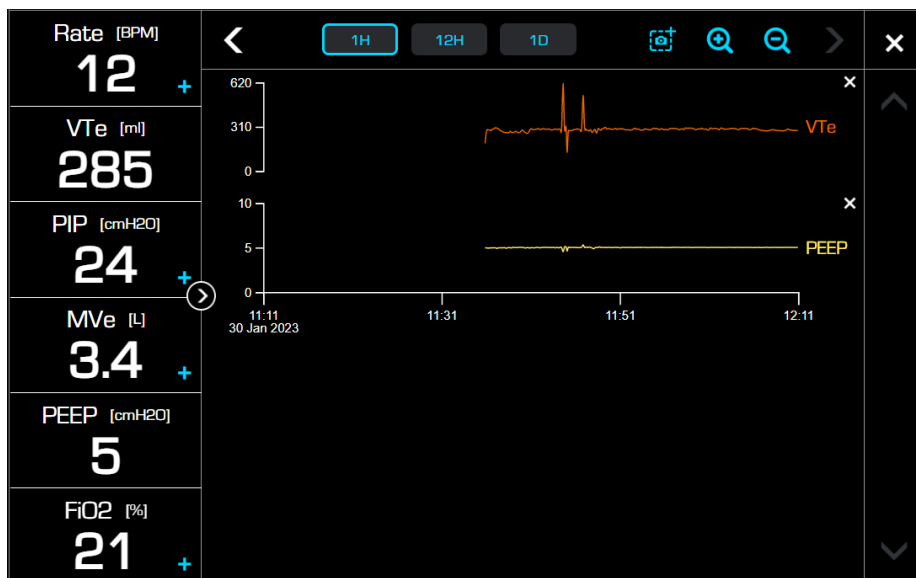 Rate [BPM]
12 +
VTe [ml]
285
PIP [cmH2O]
24 +
MVe [L]
3.4 +
PEEP [cmH2O]
5
FiO2 [%]
21 +
1H 12H 1D
620
310
0
VTe
10
5
0
PEEP
11:11 11:31 11:51 12:11
30 Jan 2023